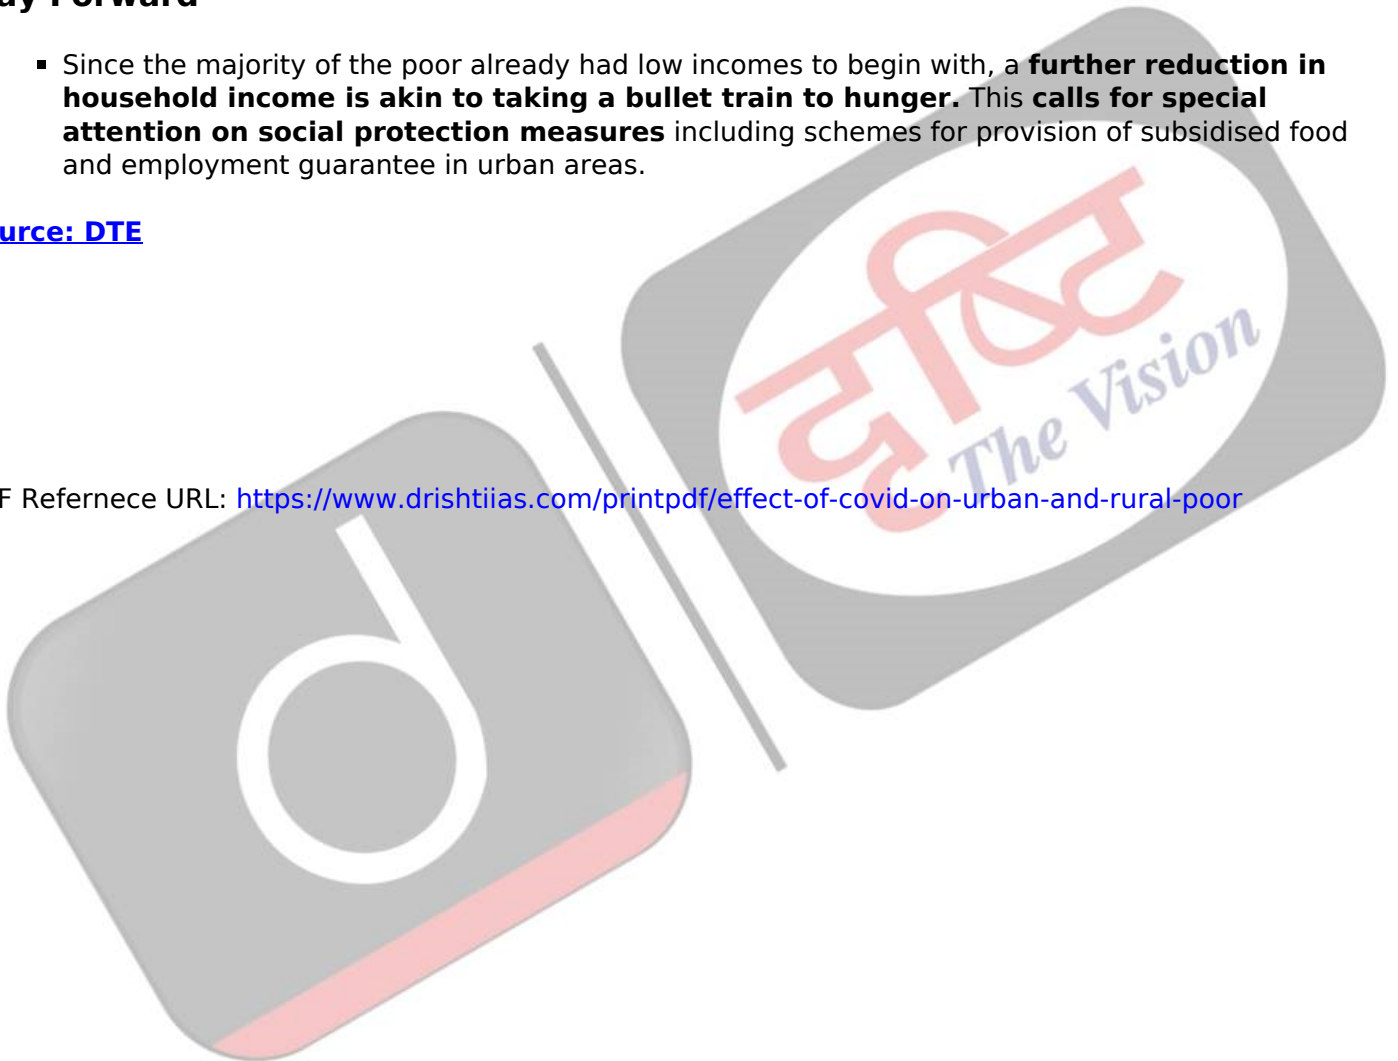 ay Forward
▪ Since the majority of the poor already had low incomes to begin with, a further reduction in
household income is akin to taking a bullet train to hunger. This calls for special
attention on social protection measures including schemes for provision of subsidised food
and employment guarantee in urban areas.
urce: DTE
दृष्टि
The Vision
F Refernece URL: https://www.drishtiias.com/printpdf/effect-of-covid-on-urban-and-rural-poor
d